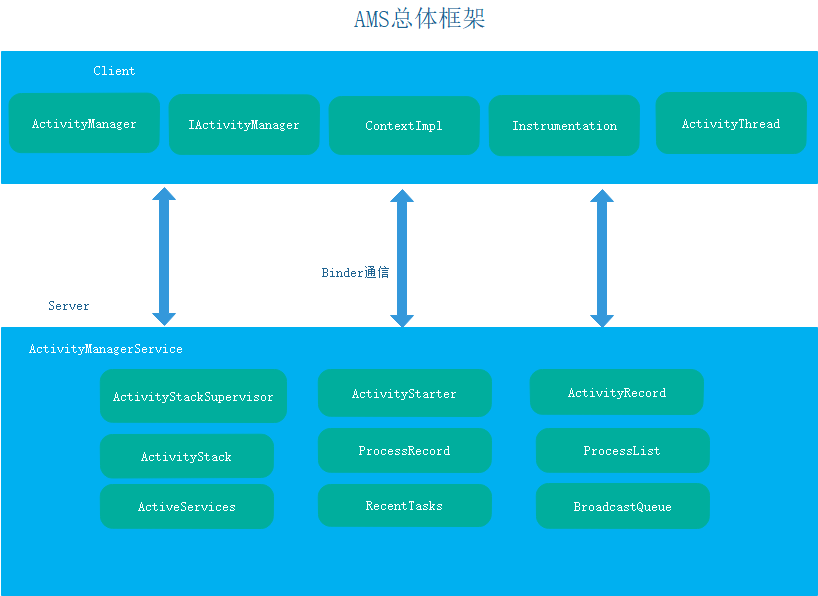 AMS总体框架
Client
ActivityManager
IActivityManager
ContextImpl
Instrumentation
ActivityThread
Binder通信
Server
ActivityManagerService
ActivityStackSupervisor
ActivityStarter
ActivityRecord
ActivityStack
ProcessRecord
ProcessList
ActiveServices
RecentTasks
BroadcastQueue